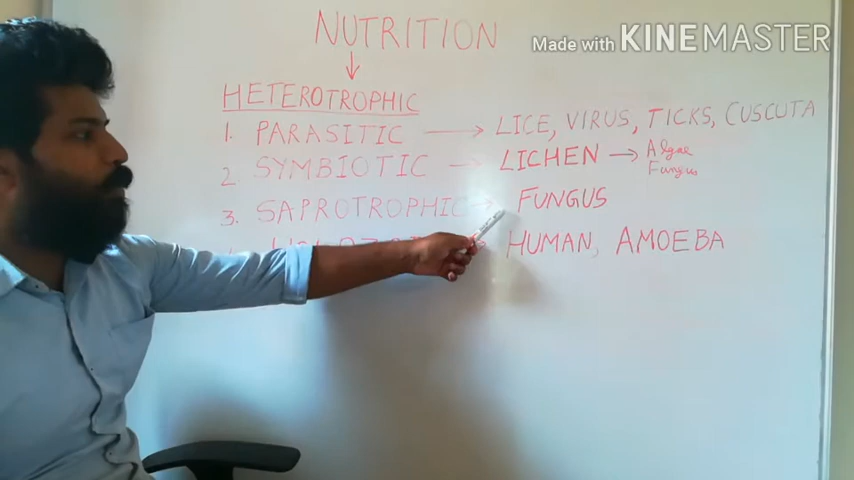 NUTRITION
Made with KINEMASTER
↓
HETEROTROPHIC
1. PARASITIC → LICE, VIRUS, TICKS, CUSCUTA
2. SYMBIOTIC → LICHEN → Algae
Fungus
3. SAPROTROPHIC → FUNGUS
HUMAN, AMOEBA